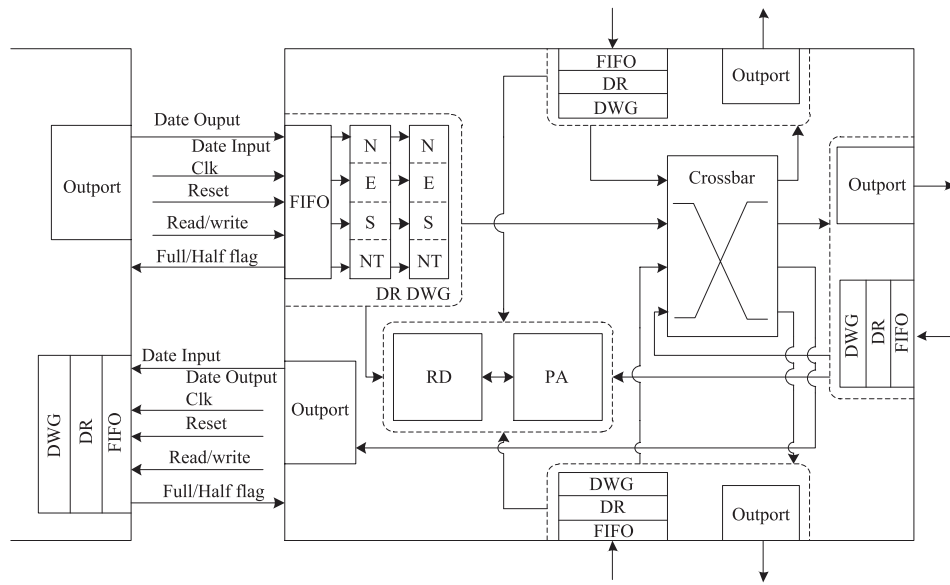 FIFO
DR
DWG
Outport
Date Ouput
Date Input
Clk
Reset
Read/write
Full/Half flag
Outport
FIFO
N
E
S
NT
N
E
S
NT
DR DWG
Crossbar
Outport
DWG
DR
FIFO
RD
PA
Date Input
Date Output
Clk
Reset
Read/write
Full/Half flag
DWG
DR
FIFO
Outport
DWG
DR
FIFO
Outport